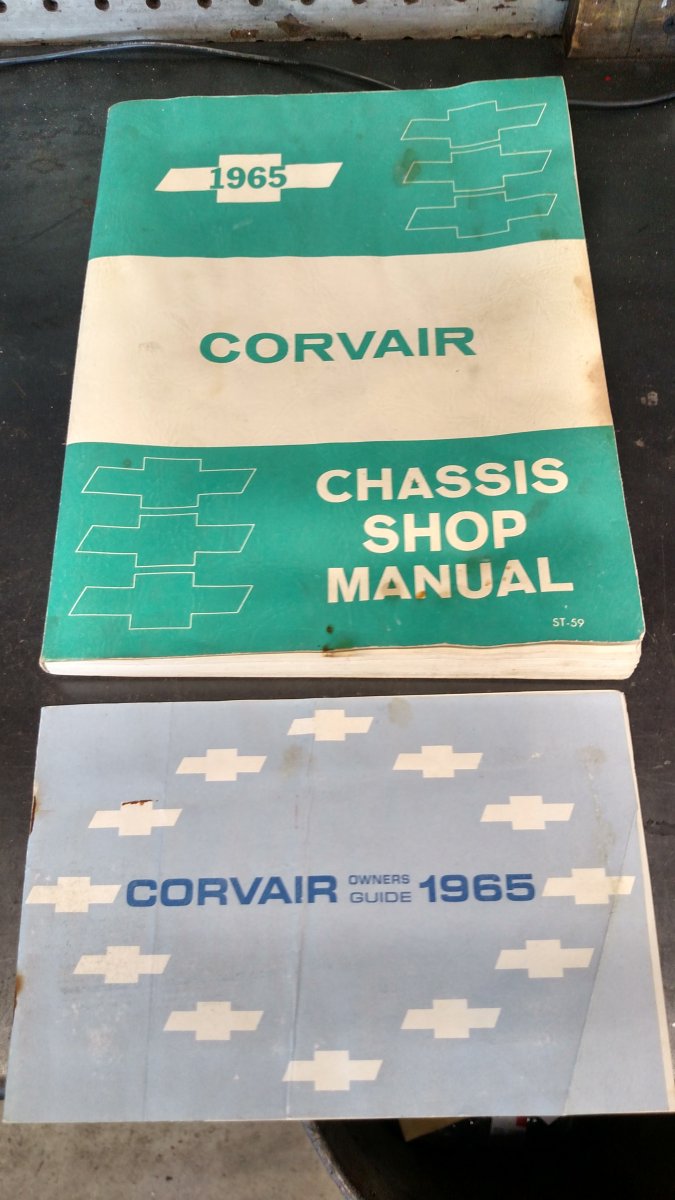 1965
CORVAIR
CHASSIS
SHOP
MANUAL
ST-59
CORVAIR OWNERS GUIDE 1965